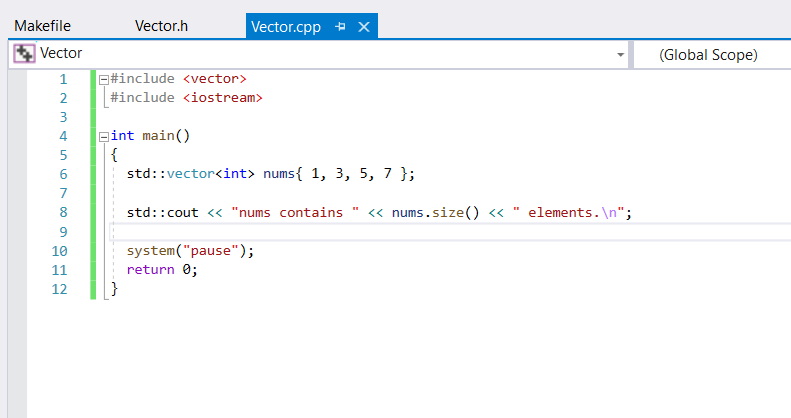 Makefile Vector.h Vector.cpp
Vector (Global Scope)
1 #include <vector>
2 #include <iostream>
3
4 int main()
5 {
6 std::vector<int> nums{ 1, 3, 5, 7 };
7
8 std::cout << "nums contains " << nums.size() << " elements.\n";
9
10 system("pause");
11 return 0;
12 }